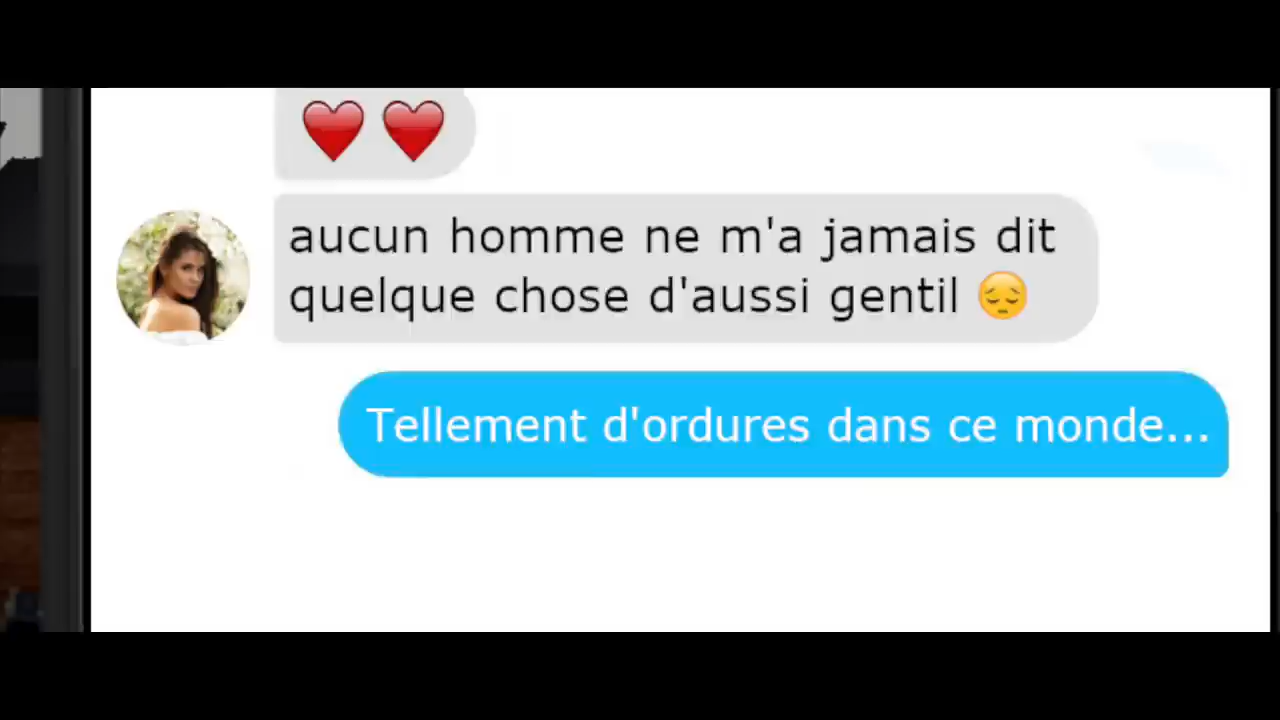 ❤️ ❤️
aucun homme ne m'a jamais dit
quelque chose d'aussi gentil 😔
Tellement d'ordures dans ce monde...